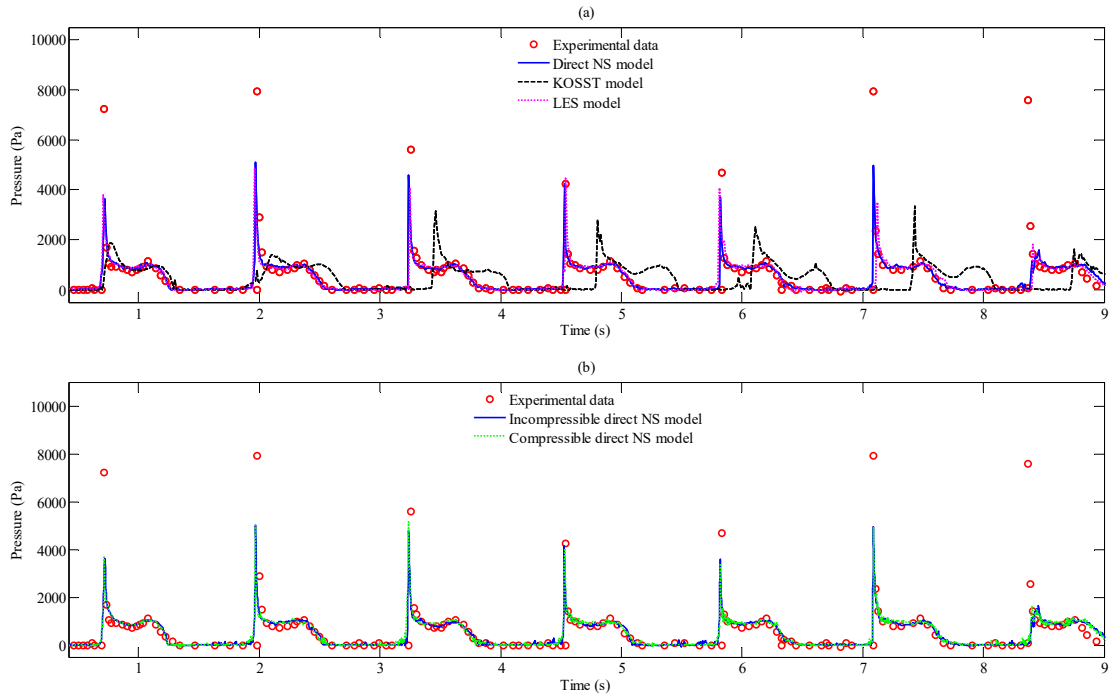 (a)
10000
8000
6000
4000
2000
0
Pressure (Pa)
Experimental data
Direct NS model
KOSST model
LES model
1 2 3 4 5 6 7 8 9
Time (s)
(b)
10000
8000
6000
4000
2000
0
Pressure (Pa)
Experimental data
Incompressible direct NS model
Compressible direct NS model
1 2 3 4 5 6 7 8 9
Time (s)